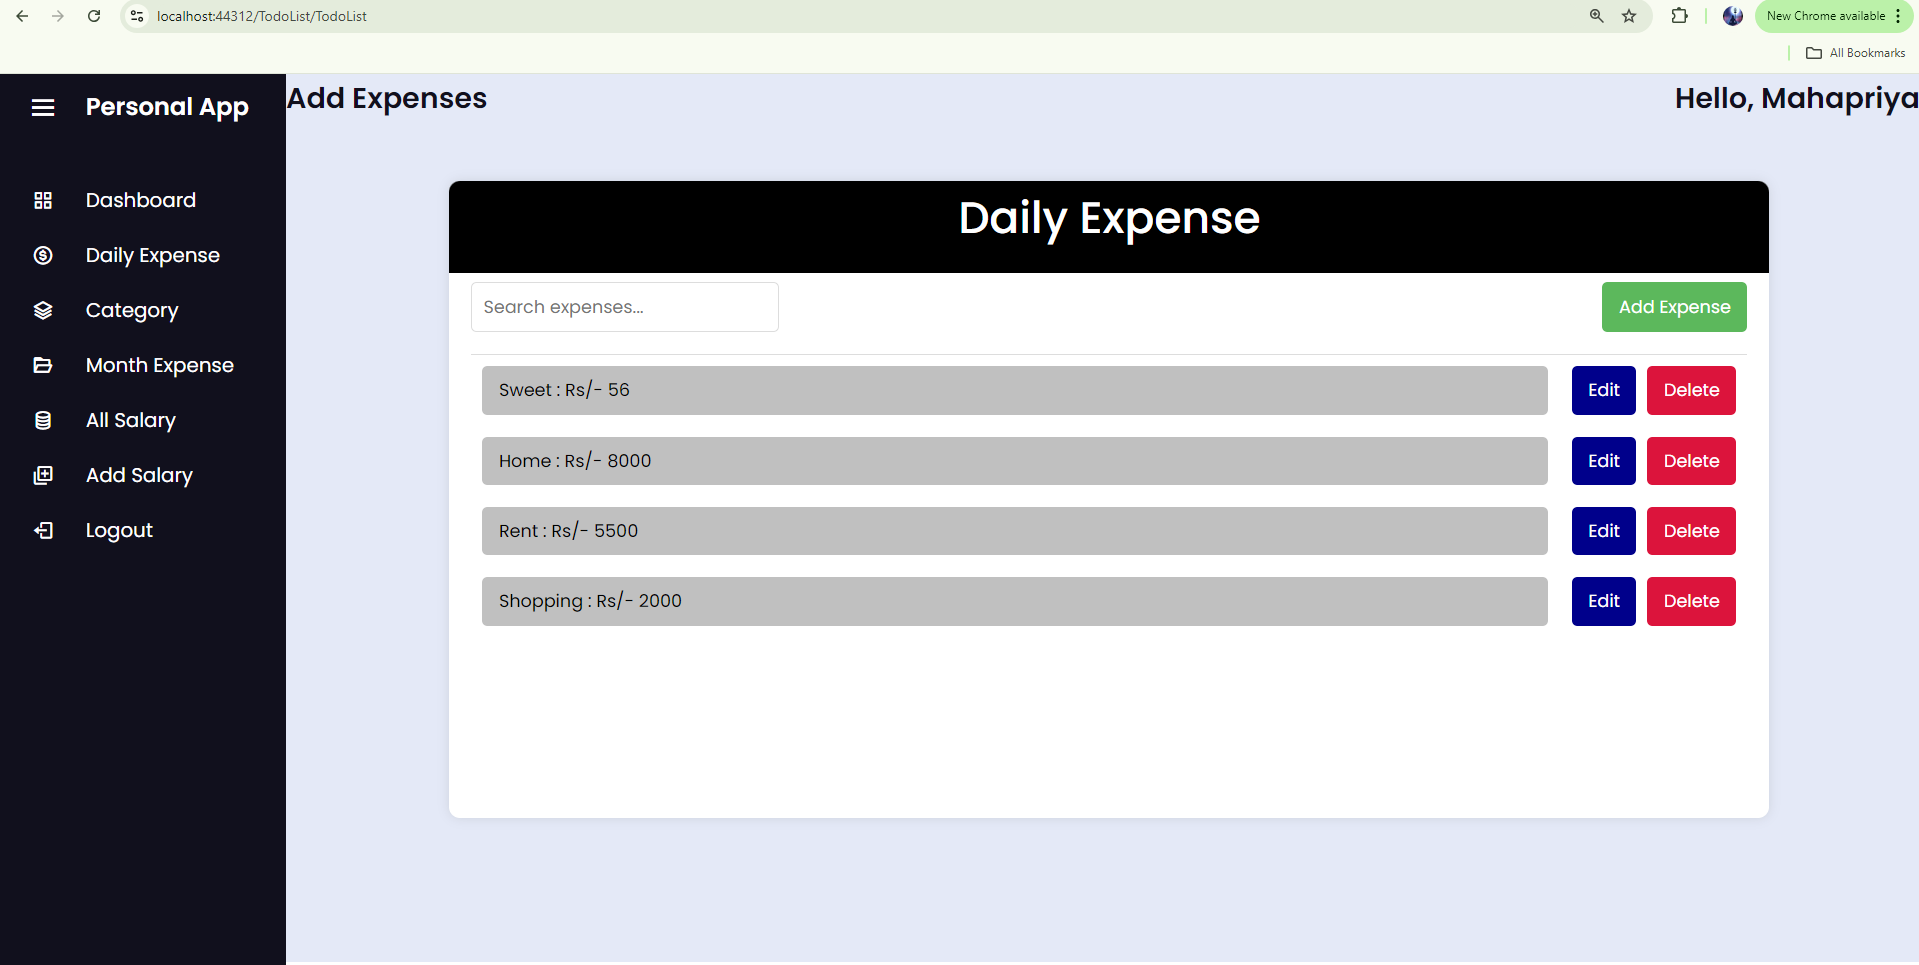 localhost:44312/TodoList/TodoList
New Chrome available
All Bookmarks
Personal App
Add Expenses
Hello, Mahapriya
Dashboard
Daily Expense
Category
Month Expense
All Salary
Add Salary
Logout
Daily Expense
Search expenses...
Add Expense
Sweet : Rs/- 56
Edit
Delete
Home : Rs/- 8000
Edit
Delete
Rent : Rs/- 5500
Edit
Delete
Shopping : Rs/- 2000
Edit
Delete